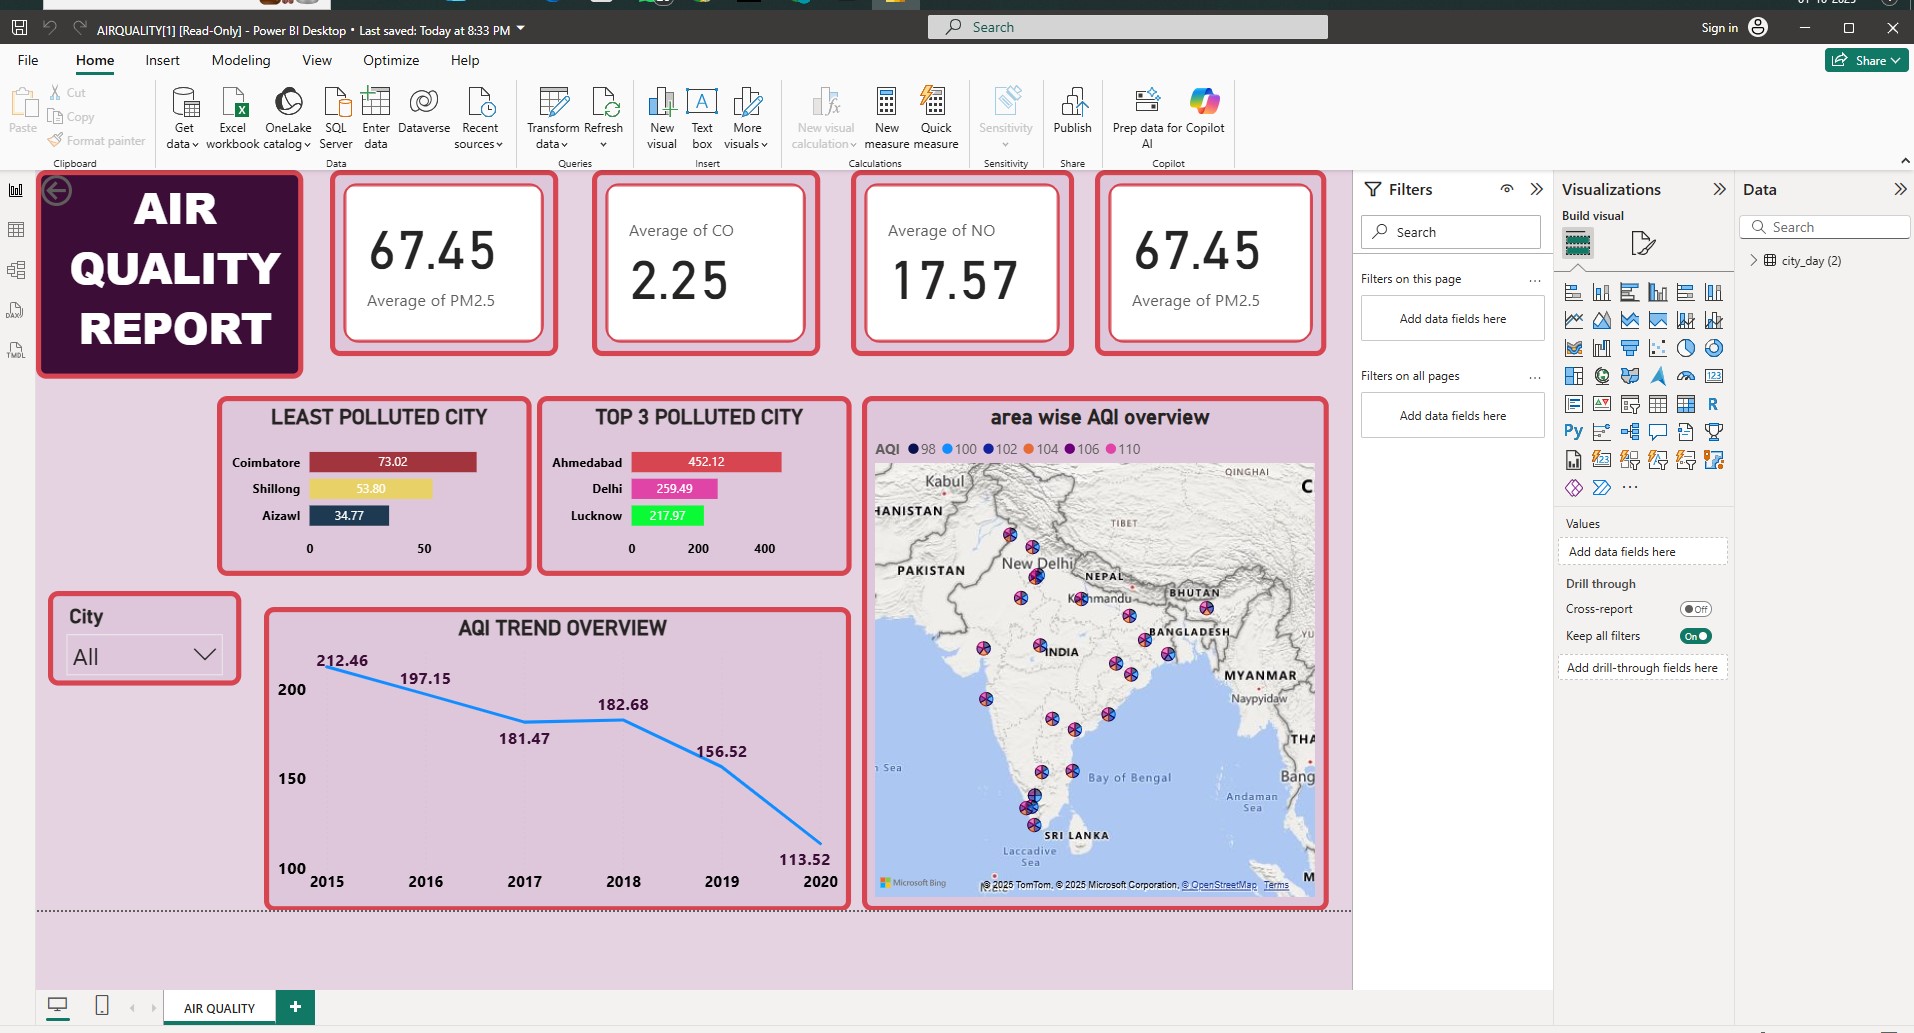 AIRQUALITY[1] [Read-Only] - Power BI Desktop • Last saved: Today at 8:33 PM
Search
Sign in
File Home Insert Modeling View Optimize Help
Share
Paste
Cut
Copy
Format painter
Clipboard
Get data
Excel workbook
OneLake catalog
SQL Server
Enter data
Dataverse
Recent sources
Data
Transform data
Refresh
Queries
New visual
Text box
More visuals
Insert
New visual calculation
New measure
Quick measure
Calculations
Sensitivity
Sensitivity
Publish
Share
Prep data for AI
Copilot
Copilot
DAX
TMDL
AIR
QUALITY
REPORT
67.45
Average of PM2.5
Average of CO
2.25
Average of NO
17.57
67.45
Average of PM2.5
LEAST POLLUTED CITY
Coimbatore 73.02
Shillong 53.80
Aizawl 34.77
0 50
TOP 3 POLLUTED CITY
Ahmedabad 452.12
Delhi 259.49
Lucknow 217.97
0 200 400
area wise AQI overview
AQI 98 100 102 104 106 110
QINGHAI
Kabul
C
HANISTAN
TIBET
PAKISTAN
New Delhi
NEPAL
BHUTAN
BANGLADESH
YU
INDIA
MYANMAR
Naypyidaw
THA
n Sea
Bay of Bengal
Bang
Andaman
Sea
SRI LANKA
Laccadive
Sea
M
Microsoft Bing
© 2025 TomTom, © 2025 Microsoft Corporation, © OpenStreetMap Terms
City
All
AQI TREND OVERVIEW
212.46
197.15
181.47
182.68
156.52
113.52
200
150
100
2015 2016 2017 2018 2019 2020
AIR QUALITY
+
Filters
Search
Filters on this page
...
Add data fields here
Filters on all pages
...
Add data fields here
Visualizations
Build visual
123
R
Py
123
...
Values
Add data fields here
Drill through
Cross-report Off
Keep all filters On
Add drill-through fields here
Data
Search
city_day (2)